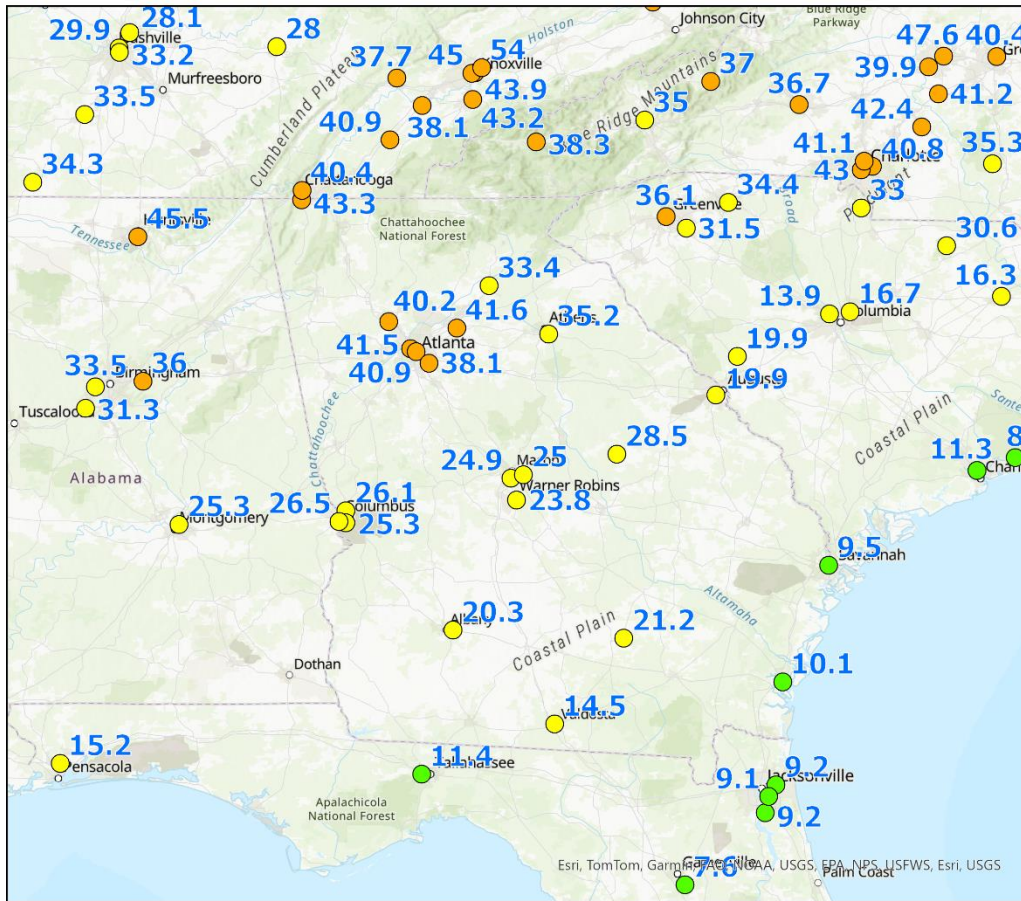 28.1
Blue Ridge
Parkway
Johnson City
29.9
Nashville
28
Holston
54
47.6
40.4
33.2
37.7
45
Knoxville
37
39.9
Murfreesboro
Cumberland Plateau
43.9
36.7
41.2
33.5
38.1
43.2
35
Blue Ridge Mountains
42.4
40.9
38.3
41.1
40.8
35.3
Charlotte
34.3
40.4
Chattanooga
43
43.3
36.1
34.4
33
Piedmont
Greenville
45.5
Huntsville
Tennessee
Chattahoochee
National Forest
31.5
30.6
33.4
16.3
40.2
41.6
13.9
16.7
Columbia
Athens
35.2
41.5
Atlanta
19.9
33.5
36
Birmingham
40.9
38.1
19.9
Augusta
31.3
Tuscaloosa
Chattahoochee
Coastal Plain
28.5
11.3
8
Alabama
24.9
25
Macon
Warner Robins
26.5
26.1
Columbus
23.8
25.3
Montgomery
25.3
9.5
Savannah
20.3
Albany
21.2
Altamaha
Coastal Plain
Dothan
10.1
14.5
Valdosta
15.2
Pensacola
11.4
Tallahassee
9.1
9.2
Jacksonville
Apalachicola
National Forest
9.2
7.6
Gainesville
Esri, TomTom, Garmin, FAO, NOAA, USGS, EPA, NPS, USFWS, Esri, USGS
Palm Coast